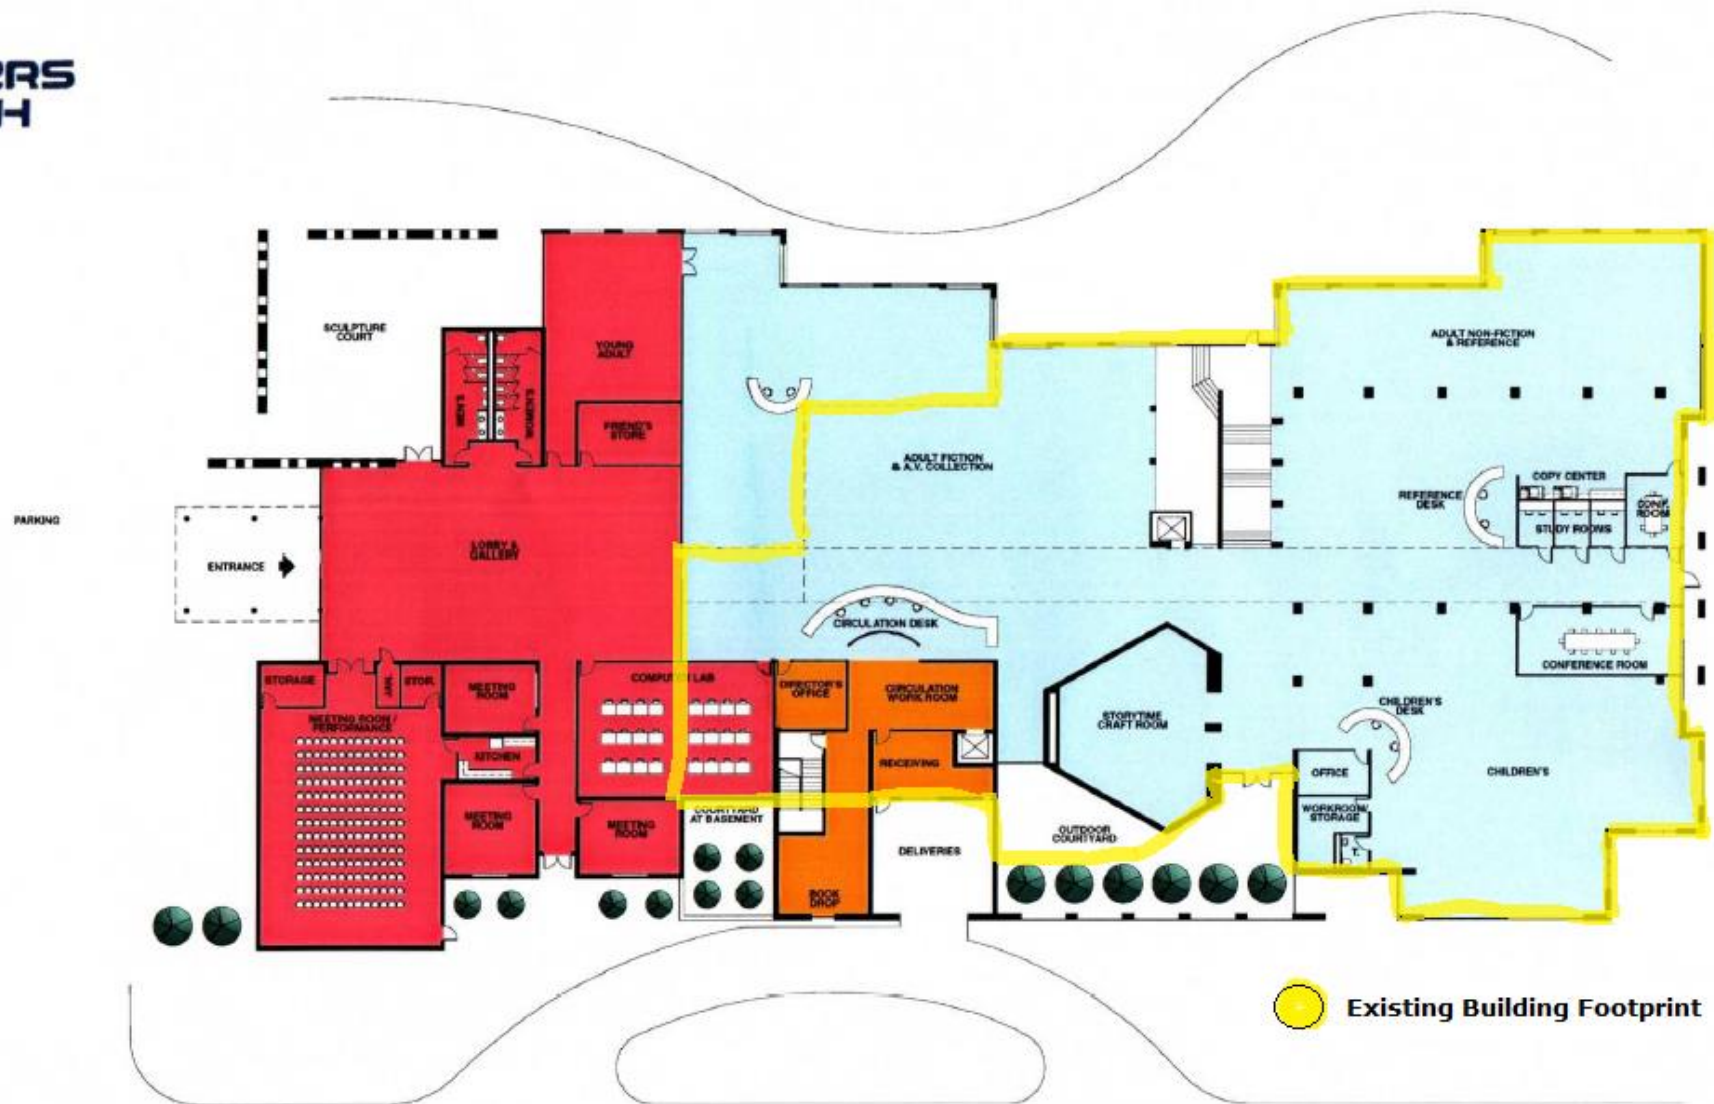 RRS
H
SCULPTURE
COURT
MEN'S
WOMEN'S
YOUNG
ADULT
FRIEND'S
STORE
ADULT NON-FICTION
& REFERENCE
ADULT FICTION
& A.V. COLLECTION
REFERENCE
DESK
COPY CENTER
STUDY ROOMS
CONF.
ROOM
PARKING
ENTRANCE
LOBBY &
GALLERY
CIRCULATION DESK
CONFERENCE ROOM
STORAGE
JAN.
STOR.
MEETING
ROOM
COMPUTER LAB
DIRECTOR'S
OFFICE
CIRCULATION
WORK ROOM
STORYTIME
CRAFT ROOM
CHILDREN'S
DESK
MEETING ROOM /
PERFORMANCE
KITCHEN
RECEIVING
OFFICE
CHILDREN'S
MEETING
ROOM
MEETING
ROOM
COURTYARD
AT BASEMENT
DELIVERIES
OUTDOOR
COURTYARD
WORKROOM/
STORAGE
T.
BOOK
DROP
Existing Building Footprint